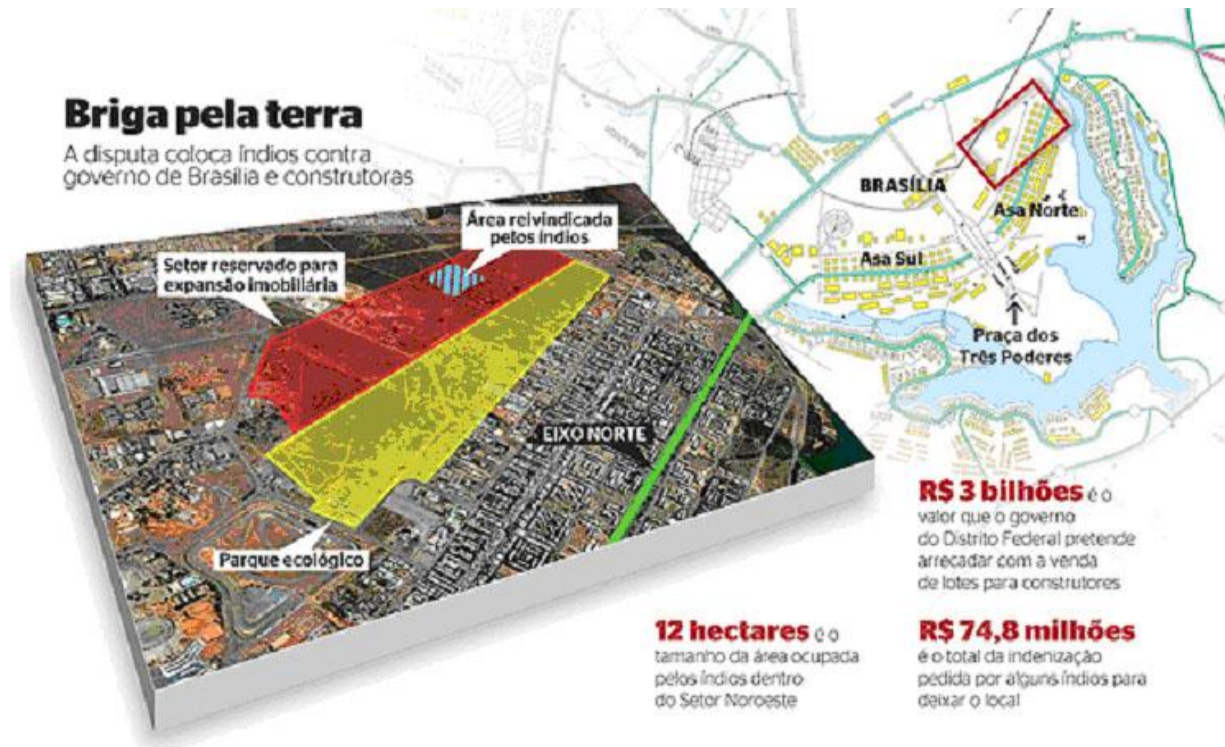 Briga pela terra
A disputa coloca índios contra
governo de Brasília e construtoras
Área reivindicada
pelos índios
Setor reservado para
expansão imobiliária
EIXO NORTE
Parque ecológico
BRASÍLIA
Asa Norte
Asa Sul
Praça dos
Três Poderes
R$ 3 bilhões é o
valor que o governo
do Distrito Federal pretende
arrecadar com a venda
de lotes para construtores
12 hectares é o
tamanho da área ocupada
pelos índios dentro
do Setor Noroeste
R$ 74,8 milhões
é o total da indenização
pedida por alguns índios para
deixar o local